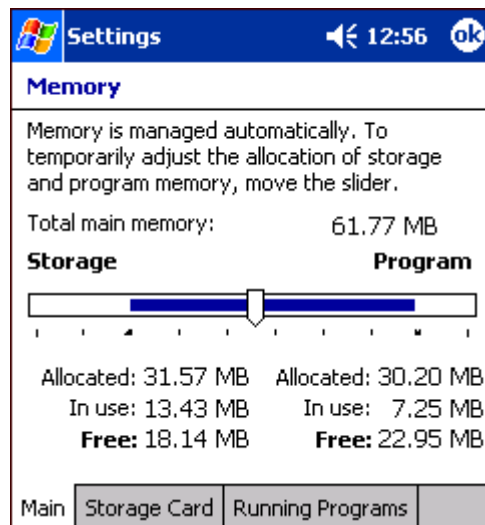 Settings 12:56 ok
Memory
Memory is managed automatically. To
temporarily adjust the allocation of storage
and program memory, move the slider.
Total main memory: 61.77 MB
Storage Program
Allocated: 31.57 MB Allocated: 30.20 MB
In use: 13.43 MB In use: 7.25 MB
Free: 18.14 MB Free: 22.95 MB
Main Storage Card Running Programs